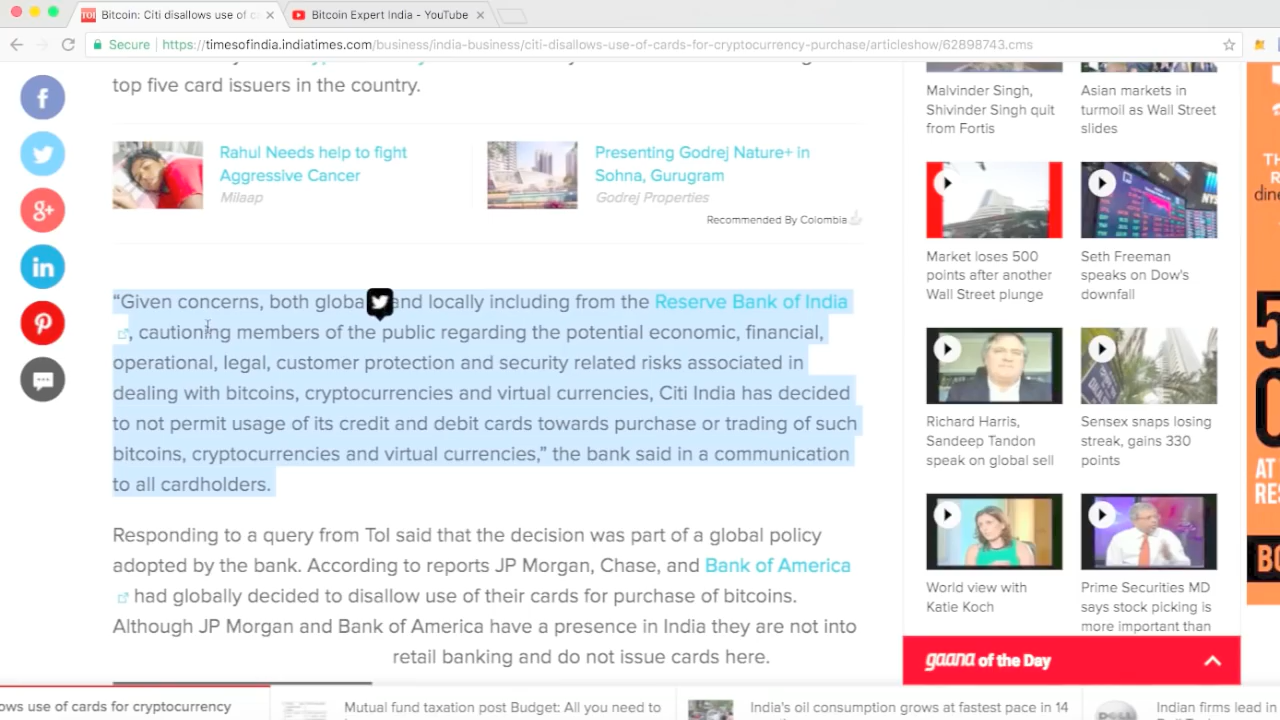 Bitcoin: Citi disallows use of c
Bitcoin Expert India - YouTube
Secure
https://timesofindia.indiatimes.com/business/india-business/citi-disallows-use-of-cards-for-cryptocurrency-purchase/articleshow/62898743.cms
top five card issuers in the country.
Rahul Needs help to fight
Aggressive Cancer
Milaap
Presenting Godrej Nature+ in
Sohna, Gurugram
Godrej Properties
Recommended By Colombia
“Given concerns, both globa and locally including from the Reserve Bank of India
, cautioning members of the public regarding the potential economic, financial,
operational, legal, customer protection and security related risks associated in
dealing with bitcoins, cryptocurrencies and virtual currencies, Citi India has decided
to not permit usage of its credit and debit cards towards purchase or trading of such
bitcoins, cryptocurrencies and virtual currencies,” the bank said in a communication
to all cardholders.
Responding to a query from ToI said that the decision was part of a global policy
adopted by the bank. According to reports JP Morgan, Chase, and Bank of America
had globally decided to disallow use of their cards for purchase of bitcoins.
Although JP Morgan and Bank of America have a presence in India they are not into
retail banking and do not issue cards here.
Malvinder Singh,
Shivinder Singh quit
from Fortis
Asian markets in
turmoil as Wall Street
slides
Market loses 500
points after another
Wall Street plunge
Seth Freeman
speaks on Dow's
downfall
Richard Harris,
Sandeep Tandon
speak on global sell
Sensex snaps losing
streak, gains 330
points
World view with
Katie Koch
Prime Securities MD
says stock picking is
more important than
gaana of the Day
ows use of cards for cryptocurrency
Mutual fund taxation post Budget: All you need to
India's oil consumption grows at fastest pace in 14
Indian firms lead in